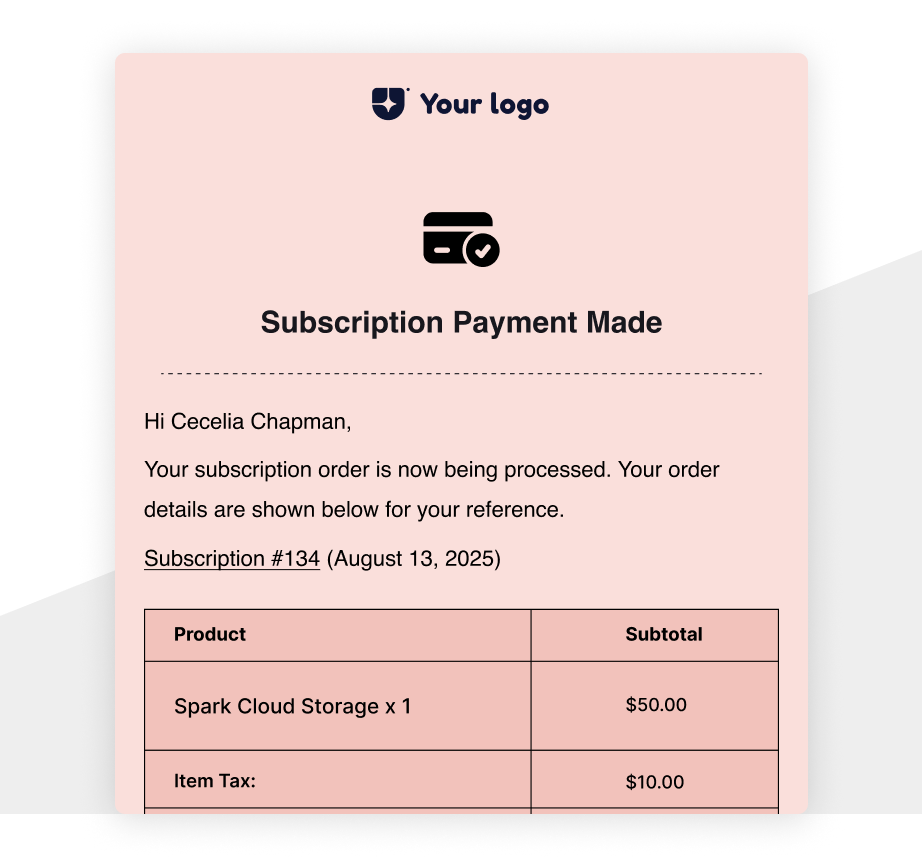 Your logo
Subscription Payment Made
Hi Cecelia Chapman,
Your subscription order is now being processed. Your order
details are shown below for your reference.
Subscription #134 (August 13, 2025)
Product Subtotal
Spark Cloud Storage x 1 $50.00
Item Tax: $10.00